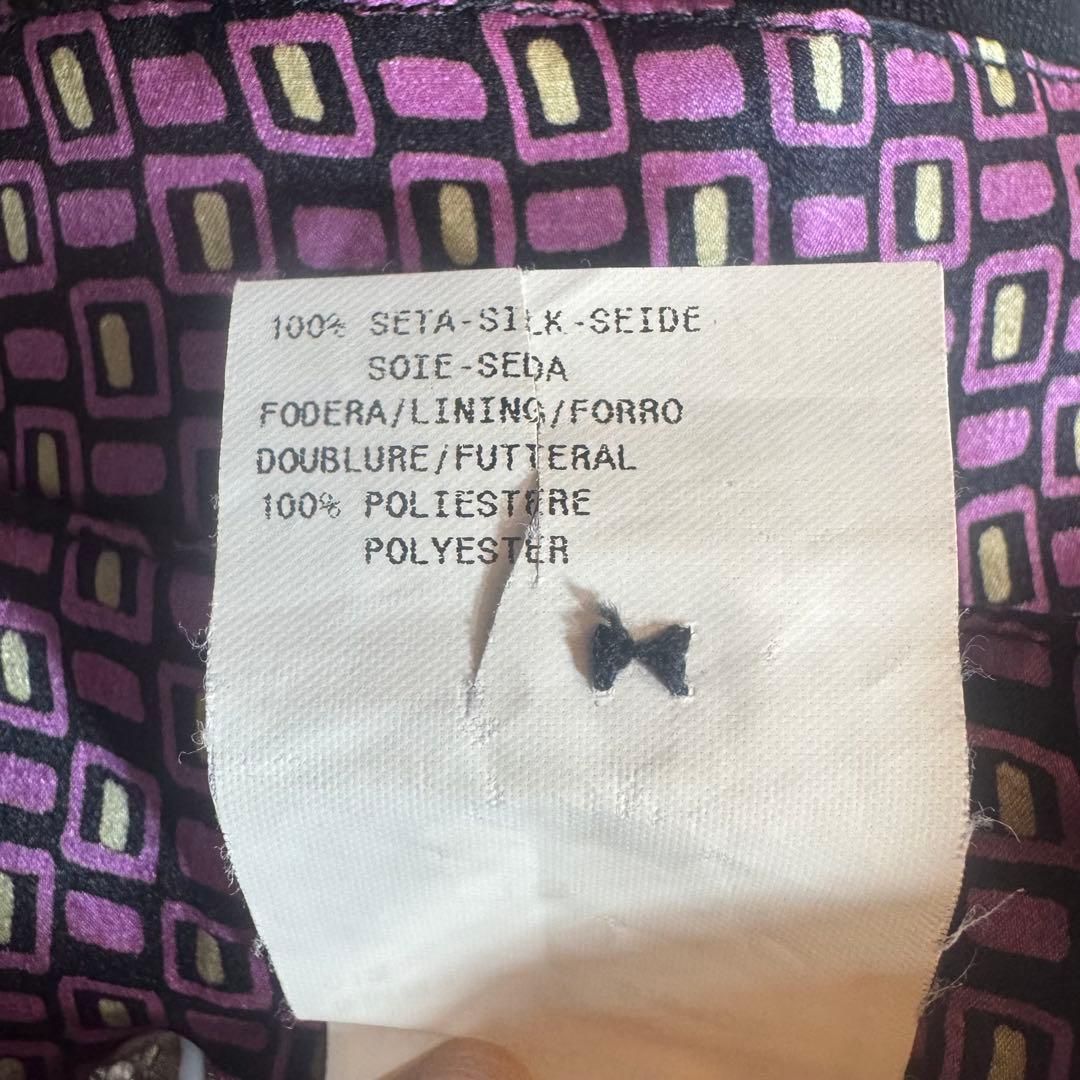 100% SETA-SILK-SEIDE
SOIE-SEDA
FODERA/LINING/FORRO
DOUBLURE/FUTTERAL
100% POLIESTERE
POLYESTER